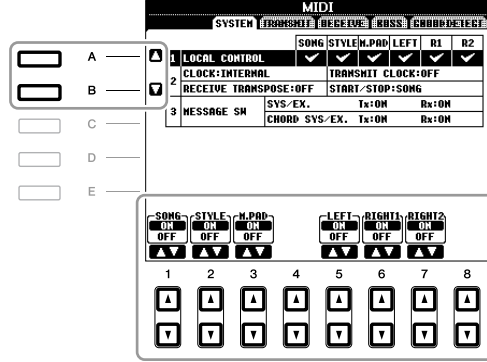 MIDI
SYSTEM TRANSMIT RECEIVE BASS CHORD DETECT
SONG STYLE M.PAD LEFT R1 R2
A
1 LOCAL CONTROL
2 CLOCK:INTERNAL TRANSMIT CLOCK:OFF
B
RECEIVE TRANSPOSE:OFF START/STOP:SONG
3 MESSAGE SW SYS/EX. Tx:ON Rx:ON
CHORD SYS/EX. Tx:ON Rx:ON
C
D
E
SONG STYLE M.PAD LEFT RIGHT1 RIGHT2
ON ON ON ON ON ON
OFF OFF OFF OFF OFF OFF
1 2 3 4 5 6 7 8